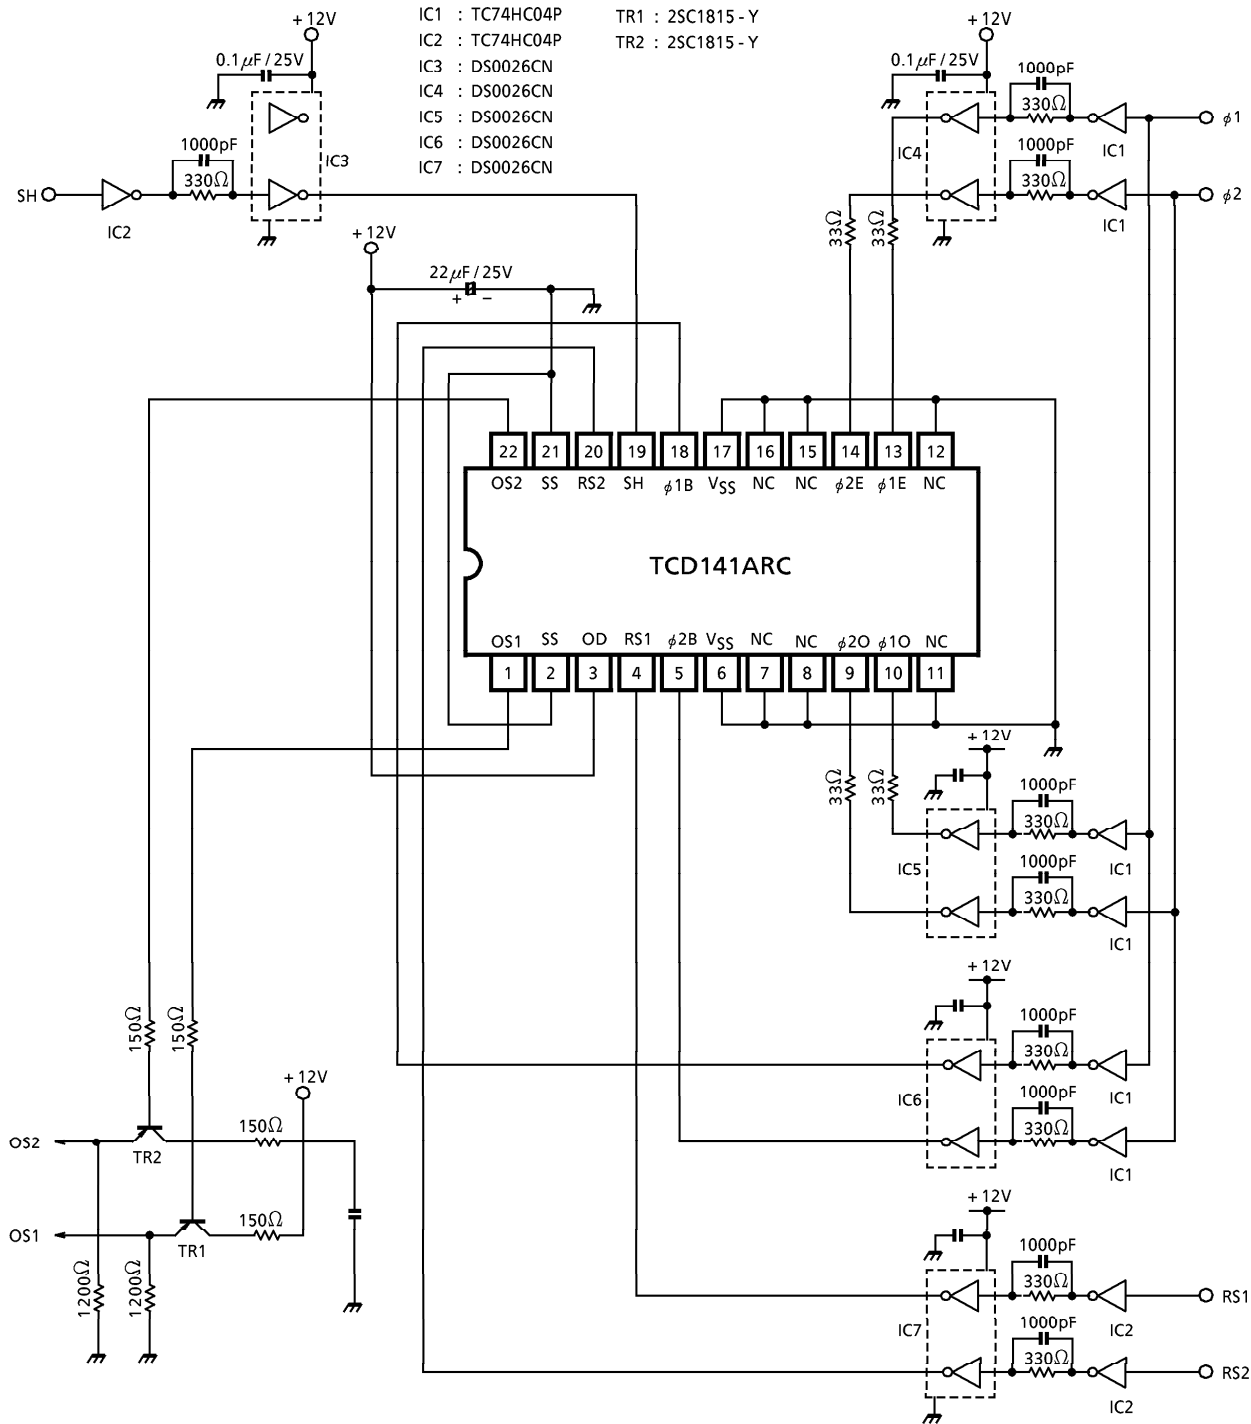 +12V
0.1μF/25V
1000pF
330Ω
SH
IC2
IC3
IC1 : TC74HC04P
IC2 : TC74HC04P
IC3 : DS0026CN
IC4 : DS0026CN
IC5 : DS0026CN
IC6 : DS0026CN
IC7 : DS0026CN
TR1 : 2SC1815-Y
TR2 : 2SC1815-Y
+12V
0.1μF/25V
1000pF
330Ω
IC1
ϕ1
IC4
1000pF
330Ω
IC1
ϕ2
33Ω
33Ω
+12V
22μF/25V
+ −
22 21 20 19 18 17 16 15 14 13 12
OS2 SS RS2 SH ϕ1B VSS NC NC ϕ2E ϕ1E NC
TCD141ARC
OS1 SS OD RS1 ϕ2B VSS NC NC ϕ2O ϕ1O NC
1 2 3 4 5 6 7 8 9 10 11
33Ω
33Ω
+12V
1000pF
330Ω
IC1
IC5
1000pF
330Ω
IC1
+12V
1000pF
330Ω
IC1
IC6
1000pF
330Ω
IC1
150Ω
150Ω
+12V
OS2
TR2
150Ω
OS1
TR1
150Ω
1200Ω
1200Ω
+12V
1000pF
330Ω
IC2
RS1
IC7
1000pF
330Ω
IC2
RS2